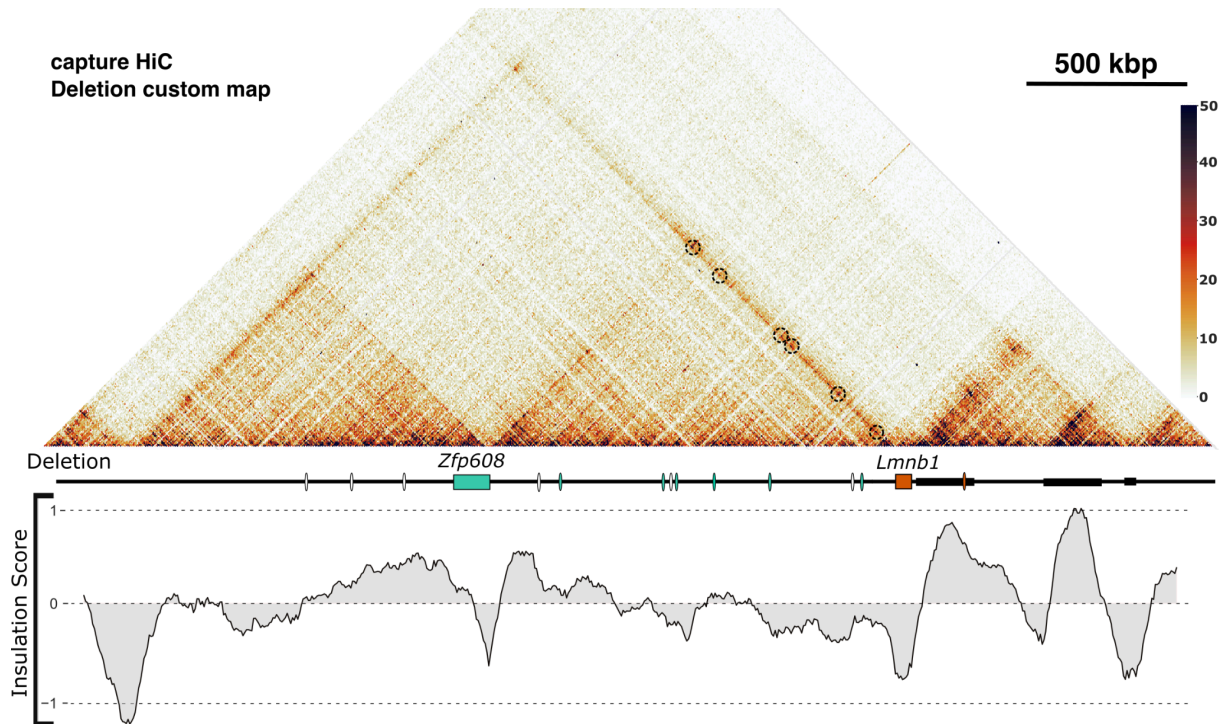 capture HiC
Deletion custom map
500 kbp
50
40
30
20
10
0
Deletion
Zfp608
Lmnb1
Insulation Score
1
0
−1